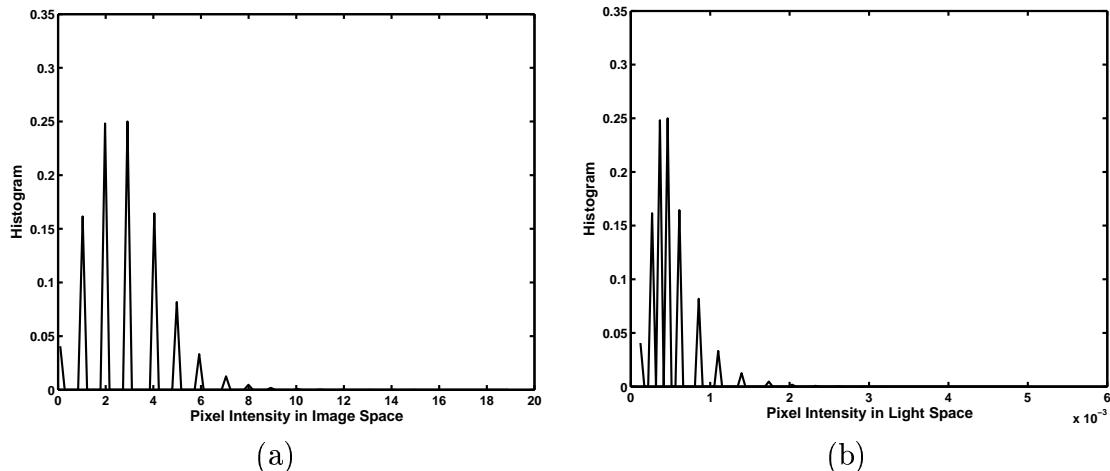 0.35
0.3
0.25
0.2
0.15
0.1
0.05
0
Histogram
0 2 4 6 8 10 12 14 16 18 20
Pixel Intensity in Image Space
(a)
0.35
0.3
0.25
0.2
0.15
0.1
0.05
0
Histogram
0 1 2 3 4 5 6
Pixel Intensity in Light Space
x 10⁻³
(b)